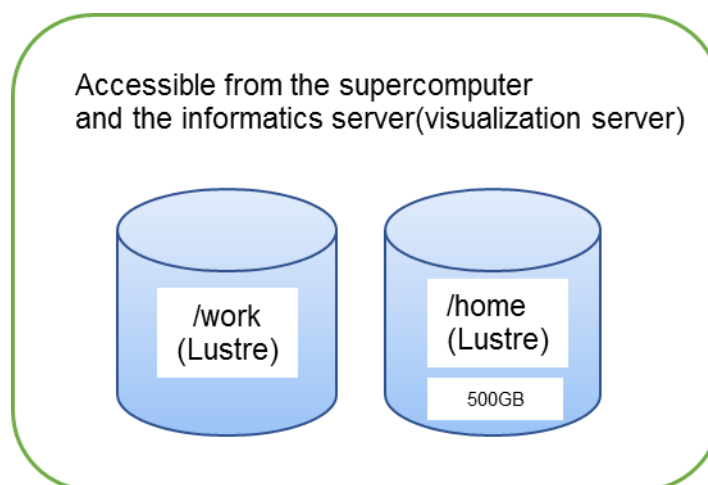 Accessible from the supercomputer
and the informatics server(visualization server)
/work
(Lustre)
/home
(Lustre)
500GB